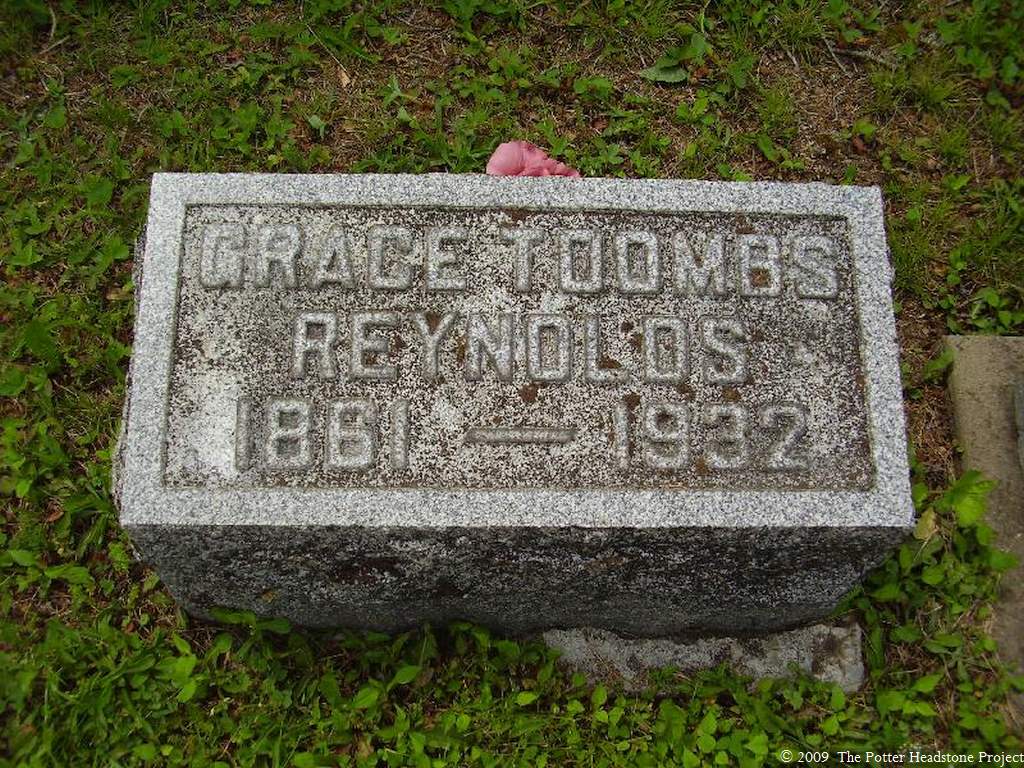 GRACE TOOMBS
REYNOLDS
1861 — 1932
© 2009 The Potter Headstone Project